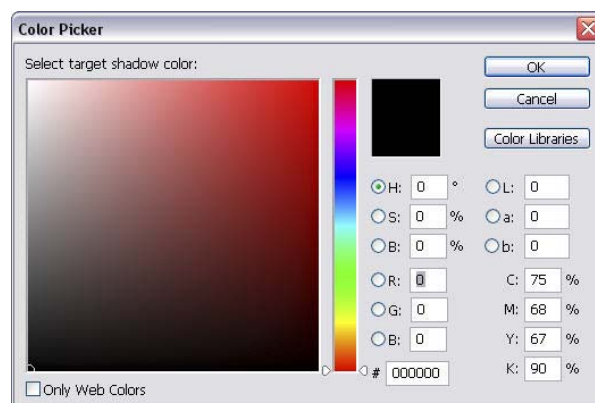 Color Picker
Select target shadow color:
OK
Cancel
Color Libraries
H: 0 °
S: 0 %
B: 0 %
R: 0
G: 0
B: 0
# 000000
L: 0
a: 0
b: 0
C: 75 %
M: 68 %
Y: 67 %
K: 90 %
Only Web Colors